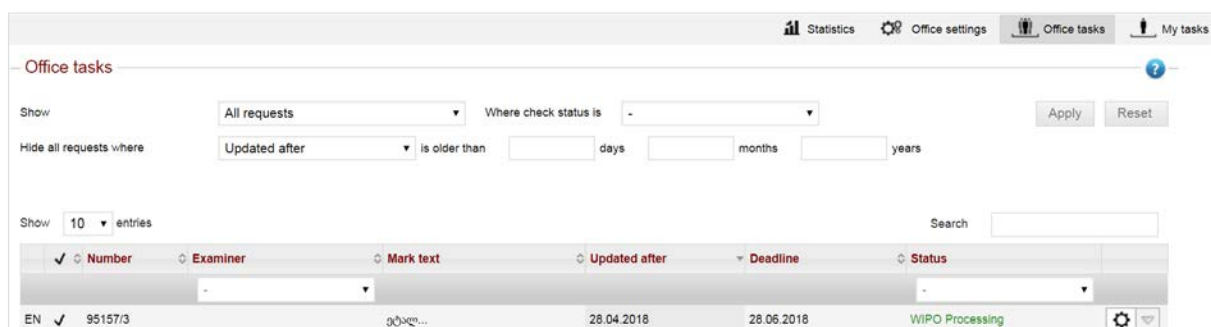 Statistics Office settings Office tasks My tasks
Office tasks
Show All requests Where check status is - Apply Reset
Hide all requests where Updated after is older than days months years
Show 10 entries Search
✓ Number Examiner Mark text Updated after Deadline Status
- -
EN ✓ 95157/3 ეტალ... 28.04.2018 28.06.2018 WIPO Processing